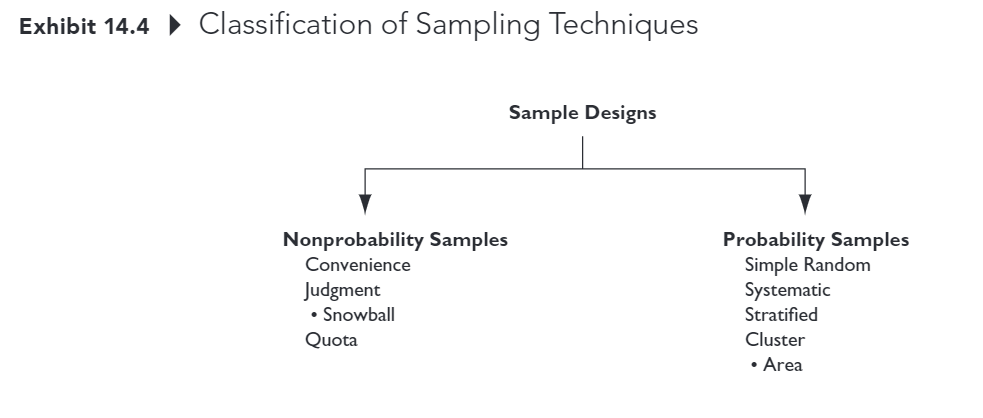 Exhibit 14.4 ▶ Classification of Sampling Techniques
Sample Designs
Nonprobability Samples
Convenience
Judgment
• Snowball
Quota
Probability Samples
Simple Random
Systematic
Stratified
Cluster
• Area